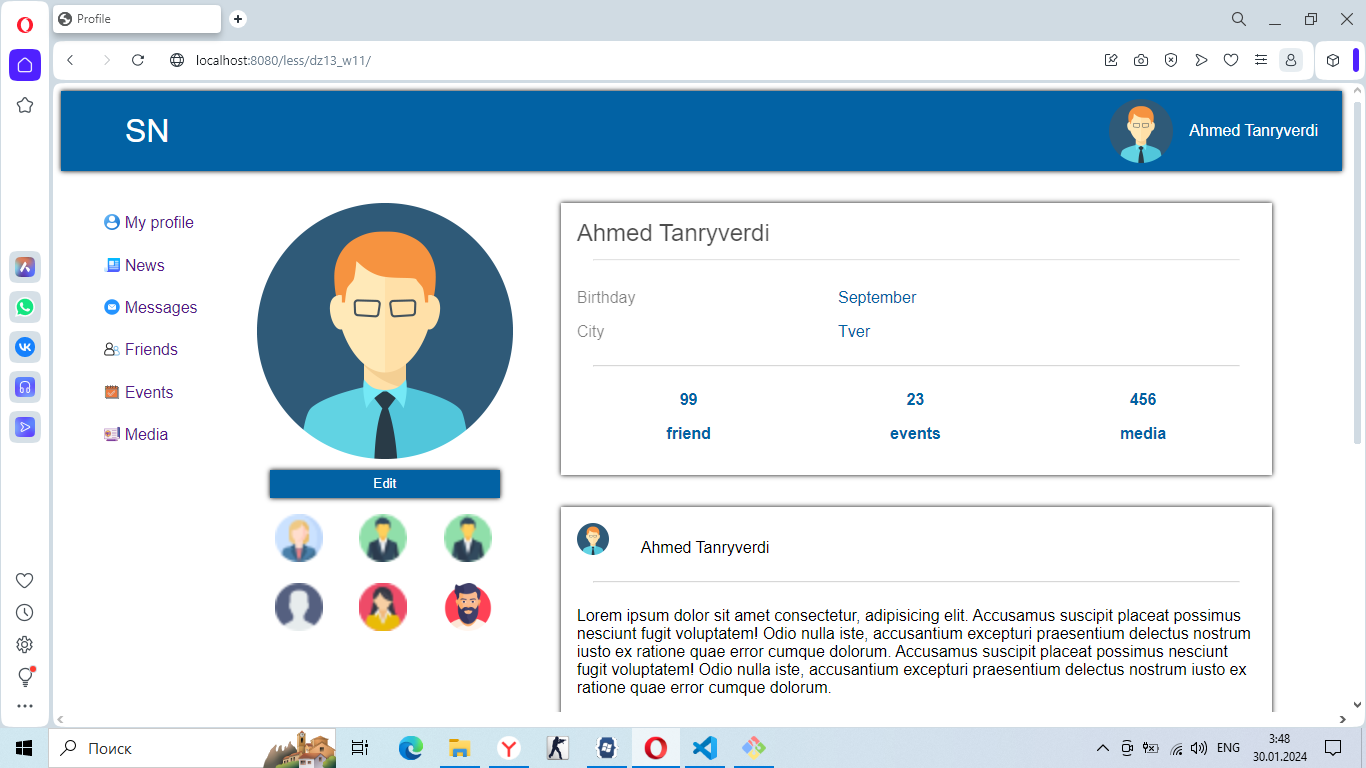 Profile
localhost:8080/less/dz13_w11/
SN
Ahmed Tanryverdi
My profile
News
Messages
Friends
Events
Media
Edit
Ahmed Tanryverdi
Birthday September
City Tver
99 23 456
friend events media
Ahmed Tanryverdi
Lorem ipsum dolor sit amet consectetur, adipisicing elit. Accusamus suscipit placeat possimus
nesciunt fugit voluptatem! Odio nulla iste, accusantium excepturi praesentium delectus nostrum
iusto ex ratione quae error cumque dolorum. Accusamus suscipit placeat possimus nesciunt
fugit voluptatem! Odio nulla iste, accusantium excepturi praesentium delectus nostrum iusto ex
ratione quae error cumque dolorum.
Поиск
ENG
3:48
30.01.2024